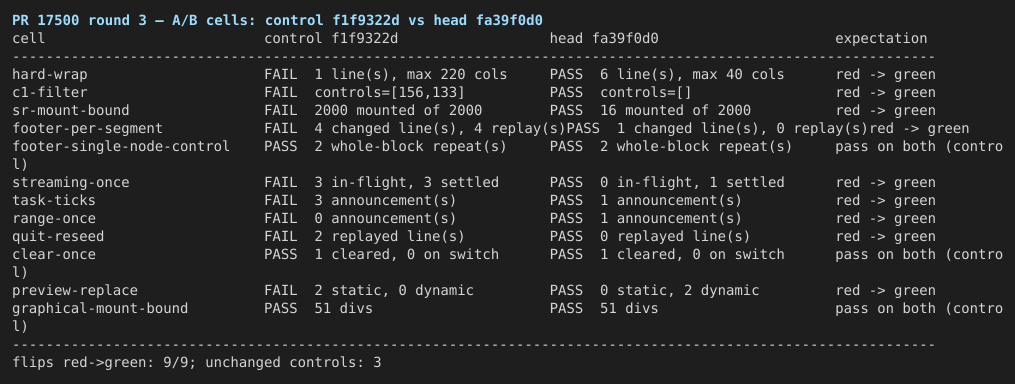 PR 17500 round 3 — A/B cells: control f1f9322d vs head fa39f0d0
cell control f1f9322d head fa39f0d0 expectation
--------------------------------------------------------------------------------------------------------------
hard-wrap FAIL 1 line(s), max 220 cols PASS 6 line(s), max 40 cols red -> green
c1-filter FAIL controls=[156,133] PASS controls=[] red -> green
sr-mount-bound FAIL 2000 mounted of 2000 PASS 16 mounted of 2000 red -> green
footer-per-segment FAIL 4 changed line(s), 4 replay(s)PASS 1 changed line(s), 0 replay(s)red -> green
footer-single-node-control PASS 2 whole-block repeat(s) PASS 2 whole-block repeat(s) pass on both (contro
l)
streaming-once FAIL 3 in-flight, 3 settled PASS 0 in-flight, 1 settled red -> green
task-ticks FAIL 3 announcement(s) PASS 1 announcement(s) red -> green
range-once FAIL 0 announcement(s) PASS 1 announcement(s) red -> green
quit-reseed FAIL 2 replayed line(s) PASS 0 replayed line(s) red -> green
clear-once PASS 1 cleared, 0 on switch PASS 1 cleared, 0 on switch pass on both (contro
l)
preview-replace FAIL 2 static, 0 dynamic PASS 0 static, 2 dynamic red -> green
graphical-mount-bound PASS 51 divs PASS 51 divs pass on both (contro
l)
--------------------------------------------------------------------------------------------------------------
flips red->green: 9/9; unchanged controls: 3